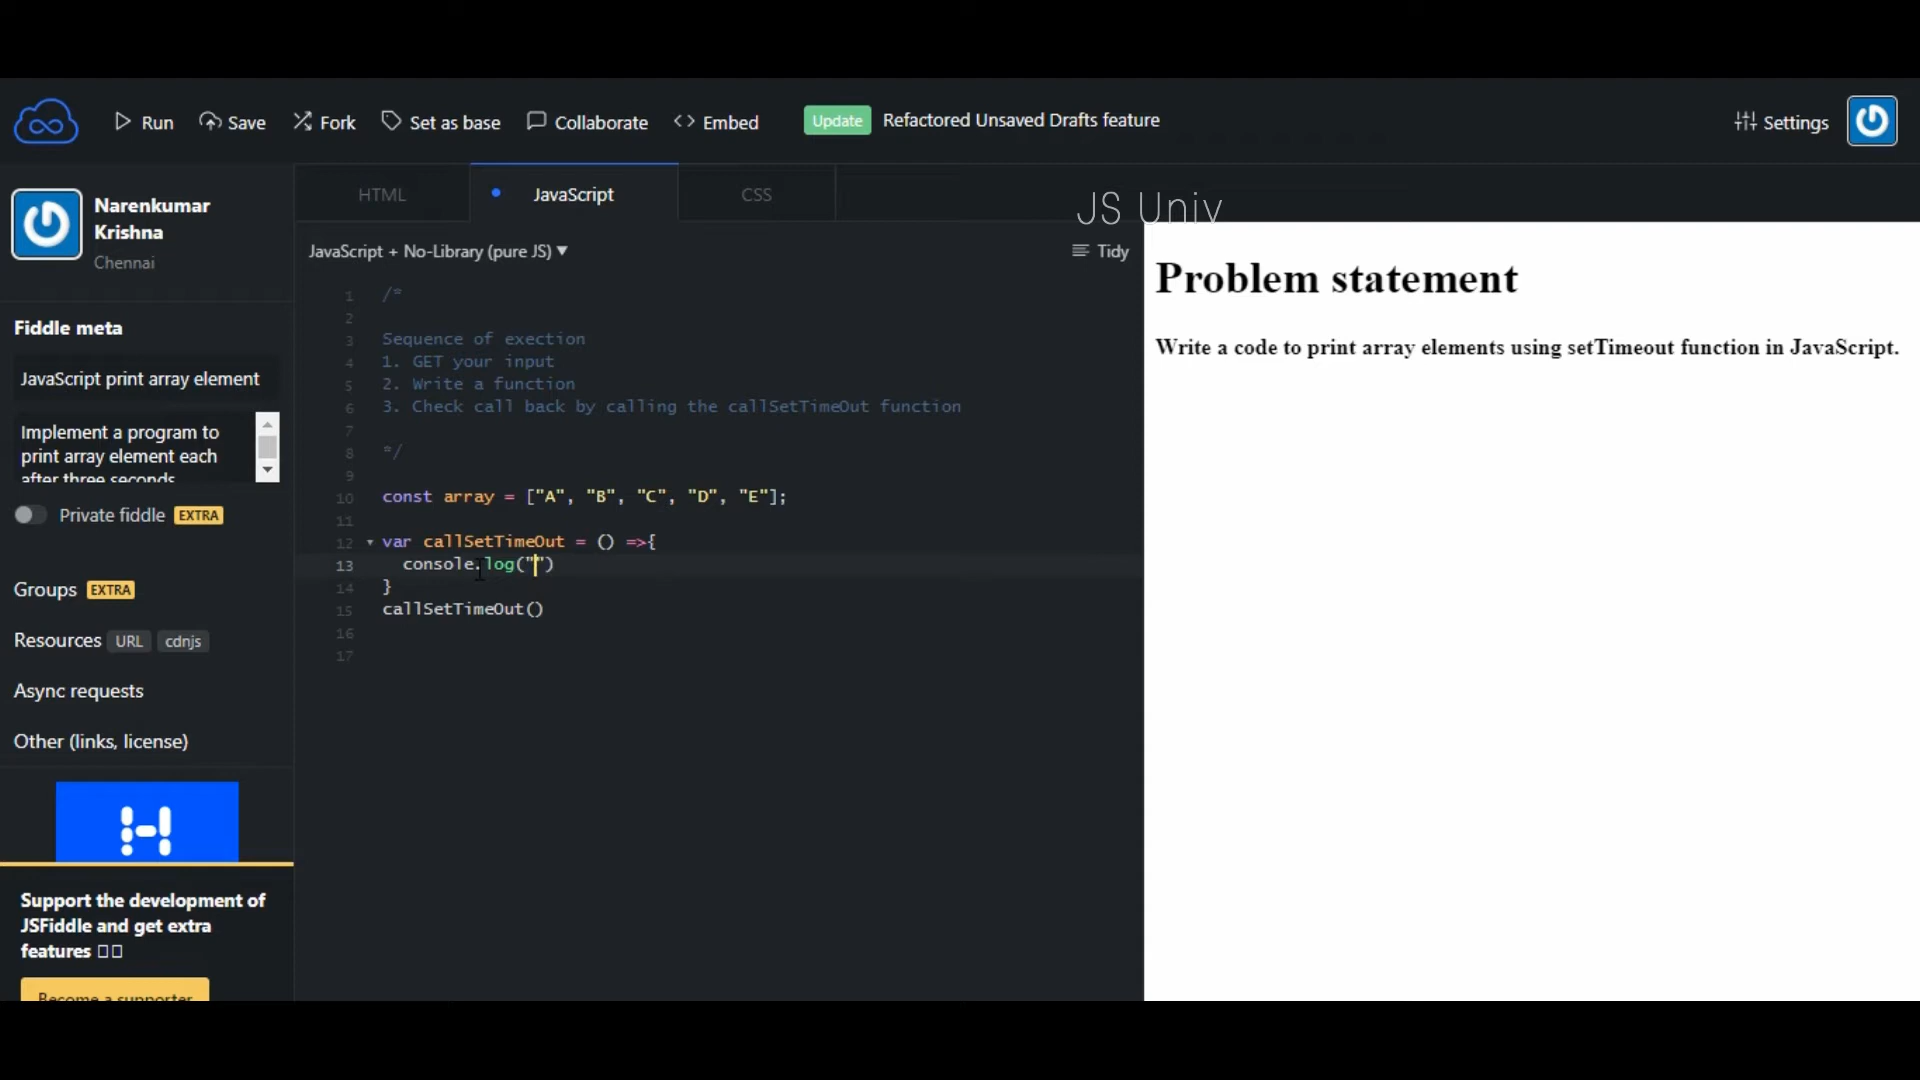 Run
Save
Fork
Set as base
Collaborate
Embed
Update
Refactored Unsaved Drafts feature
Settings
Narenkumar
Krishna
Chennai
HTML
JavaScript
CSS
JS Univ
JavaScript + No-Library (pure JS) ▼
Tidy
Fiddle meta
JavaScript print array element
Implement a program to
print array element each
after three seconds
Private fiddle EXTRA
Groups EXTRA
Resources URL cdnjs
Async requests
Other (links, license)
Support the development of
JSFiddle and get extra
features
Become a supporter
1 /*
2
3 Sequence of exection
4 1. GET your input
5 2. Write a function
6 3. Check call back by calling the callSetTimeOut function
7
8 */
9
10 const array = ["A", "B", "C", "D", "E"];
11
12 var callSetTimeOut = () =>{
13 console.log("")
14 }
15 callSetTimeOut()
16
17
Problem statement
Write a code to print array elements using setTimeout function in JavaScript.